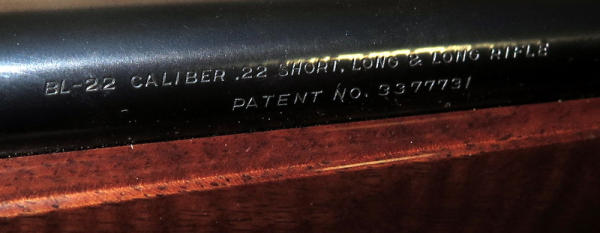 BL-22 CALIBER .22 SHORT, LONG & LONG RIFLE
PATENT NO. 3377731